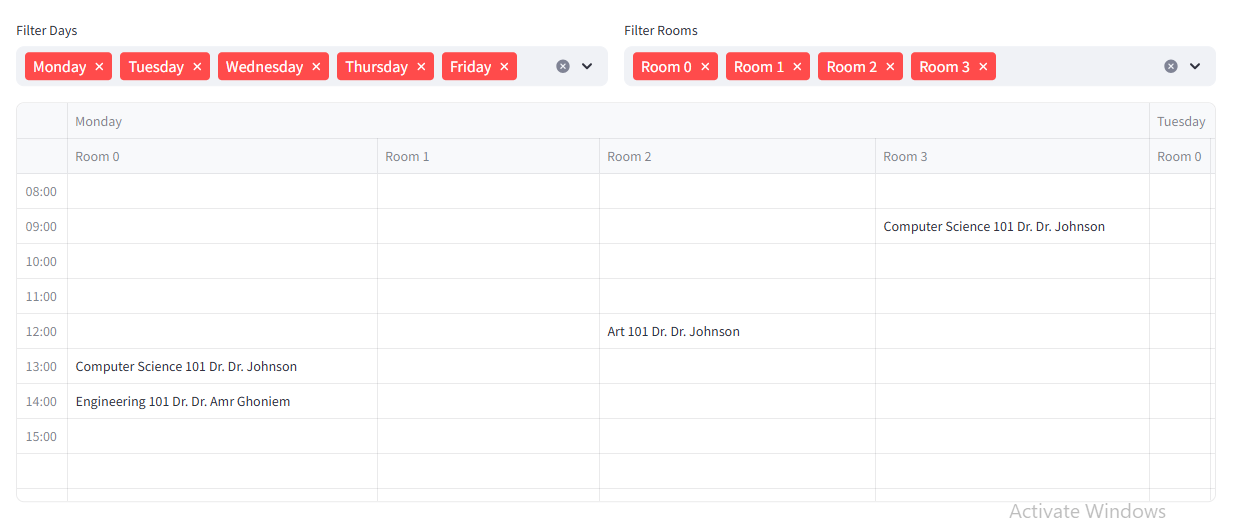 Filter Days
Filter Rooms
Monday × Tuesday × Wednesday × Thursday × Friday ×
Room 0 × Room 1 × Room 2 × Room 3 ×
Monday Tuesday
Room 0 Room 1 Room 2 Room 3 Room 0
08:00
09:00 Computer Science 101 Dr. Dr. Johnson
10:00
11:00
12:00 Art 101 Dr. Dr. Johnson
13:00 Computer Science 101 Dr. Dr. Johnson
14:00 Engineering 101 Dr. Dr. Amr Ghoniem
15:00
Activate Windows